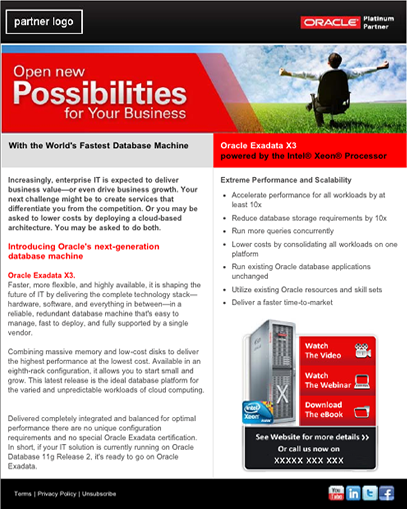 partner logo
ORACLE Platinum
Partner
Open new
Possibilities
for Your Business
With the World's Fastest Database Machine
Oracle Exadata X3
powered by the Intel® Xeon® Processor
Increasingly, enterprise IT is expected to deliver
business value—or even drive business growth. Your
next challenge might be to create services that
differentiate you from the competition. Or you may be
asked to lower costs by deploying a cloud-based
architecture. You may be asked to do both.
Introducing Oracle's next-generation
database machine
Oracle Exadata X3.
Faster, more flexible, and highly available, it is shaping the
future of IT by delivering the complete technology stack—
hardware, software, and everything in between—in a
reliable, redundant database machine that's easy to
manage, fast to deploy, and fully supported by a single
vendor.
Combining massive memory and low-cost disks to deliver
the highest performance at the lowest cost. Available in an
eighth-rack configuration, it allows you to start small and
grow. This latest release is the ideal database platform for
the varied and unpredictable workloads of cloud computing.
Delivered completely integrated and balanced for optimal
performance there are no unique configuration
requirements and no special Oracle Exadata certification.
In short, if your IT solution is currently running on Oracle
Database 11g Release 2, it's ready to go on Oracle
Exadata.
Extreme Performance and Scalability
• Accelerate performance for all workloads by at
least 10x
• Reduce database storage requirements by 10x
• Run more queries concurrently
• Lower costs by consolidating all workloads on one
platform
• Run existing Oracle database applications
unchanged
• Utilize existing Oracle resources and skill sets
• Deliver a faster time-to-market
Watch
The Video
Watch
The Webinar
Download
The eBook
See Website for more details >>
Or call us now on
XXXXX XXX XXX
Terms | Privacy Policy | Unsubscribe